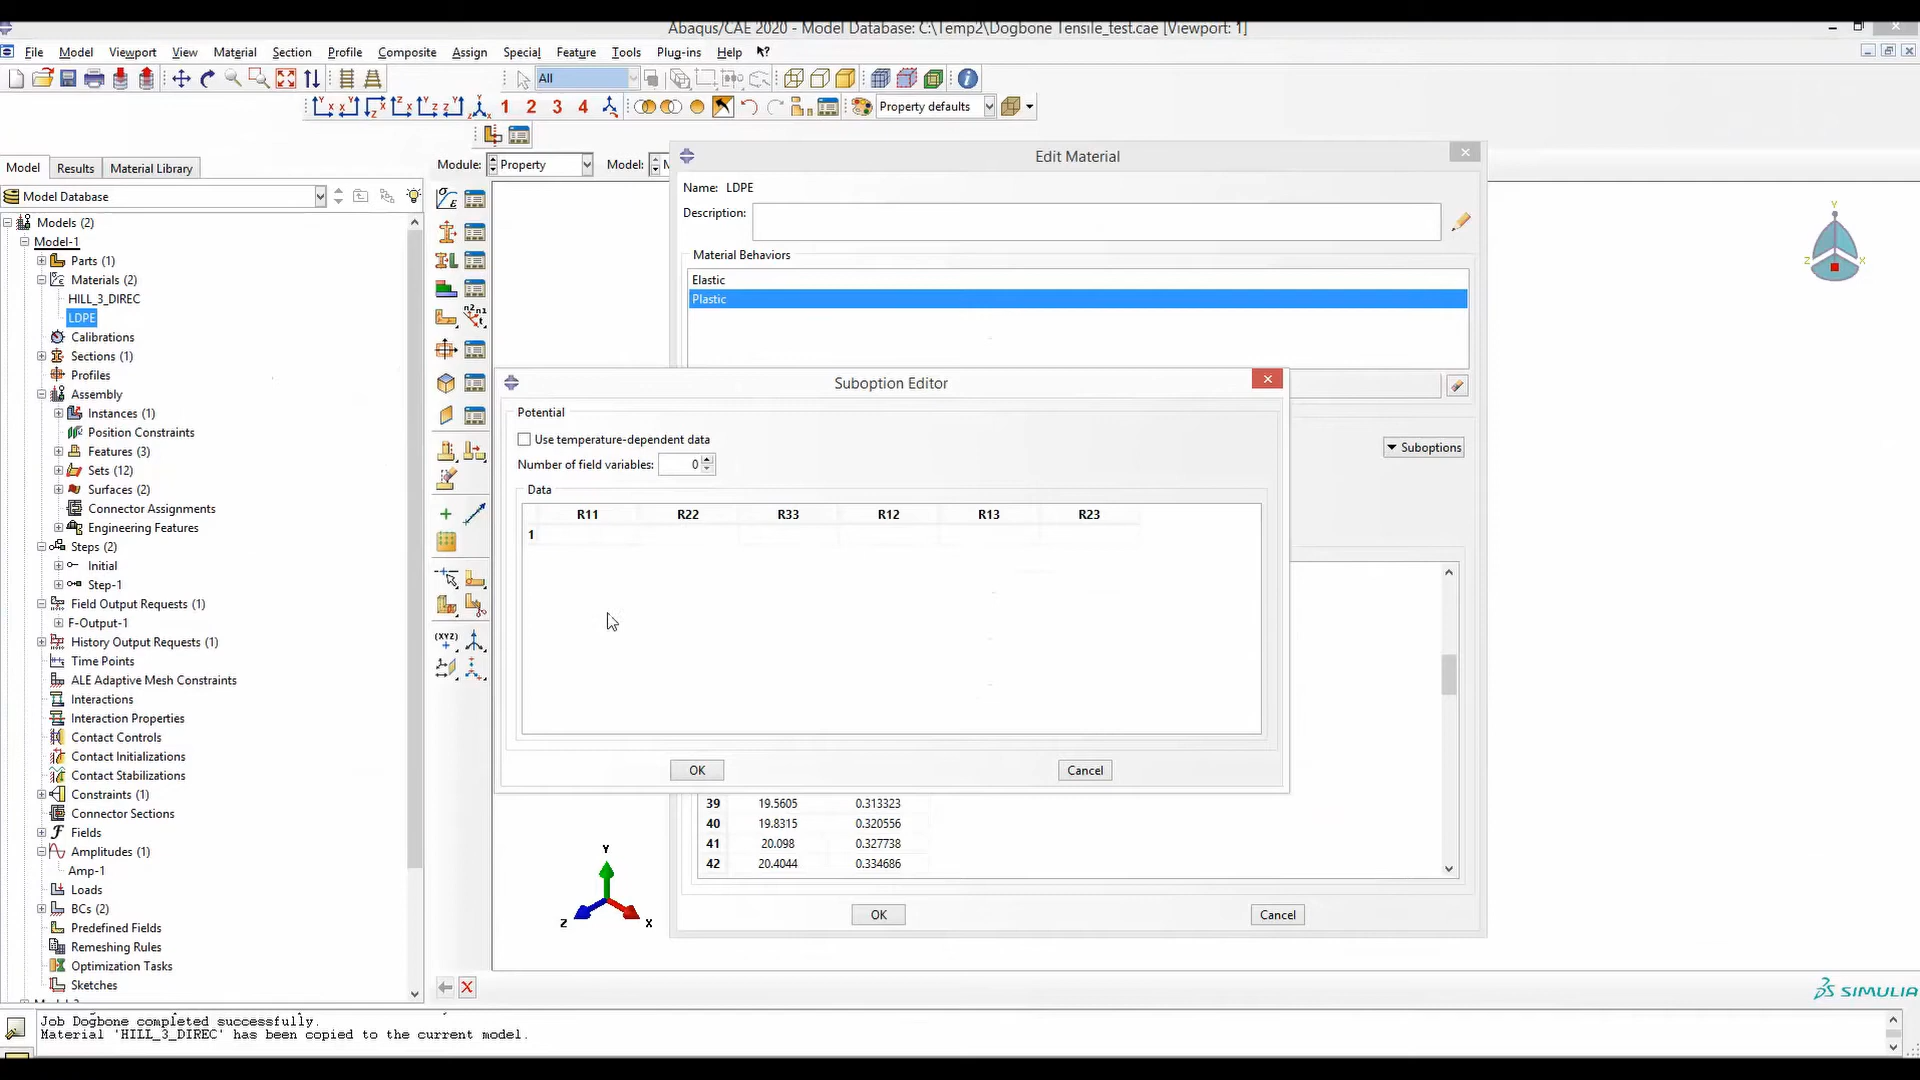 Abaqus/CAE 2020 - Model Database: C:\Temp2\Dogbone Tensile_test.cae [Viewport: 1]
File Model Viewport View Material Section Profile Composite Assign Special Feature Tools Plug-ins Help
All
1 2 3 4 Property defaults
Model Results Material Library
Module: Property Model:
Model Database
Models (2)
Model-1
Parts (1)
Materials (2)
HILL_3_DIREC
LDPE
Calibrations
Sections (1)
Profiles
Assembly
Instances (1)
Position Constraints
Features (3)
Sets (12)
Surfaces (2)
Connector Assignments
Engineering Features
Steps (2)
Initial
Step-1
Field Output Requests (1)
F-Output-1
History Output Requests (1)
Time Points
ALE Adaptive Mesh Constraints
Interactions
Interaction Properties
Contact Controls
Contact Initializations
Contact Stabilizations
Constraints (1)
Connector Sections
Fields
Amplitudes (1)
Amp-1
Loads
BCs (2)
Predefined Fields
Remeshing Rules
Optimization Tasks
Sketches
Edit Material
Name: LDPE
Description:
Material Behaviors
Elastic
Plastic
Suboptions
Suboption Editor
Potential
Use temperature-dependent data
Number of field variables: 0
Data
R11 R22 R33 R12 R13 R23
1
OK Cancel
39 19.5605 0.313323
40 19.8315 0.320556
41 20.098 0.327738
42 20.4044 0.334686
OK Cancel
Y
Z X
Y
Z X
SIMULIA
Job Dogbone completed successfully.
Material 'HILL_3_DIREC' has been copied to the current model.